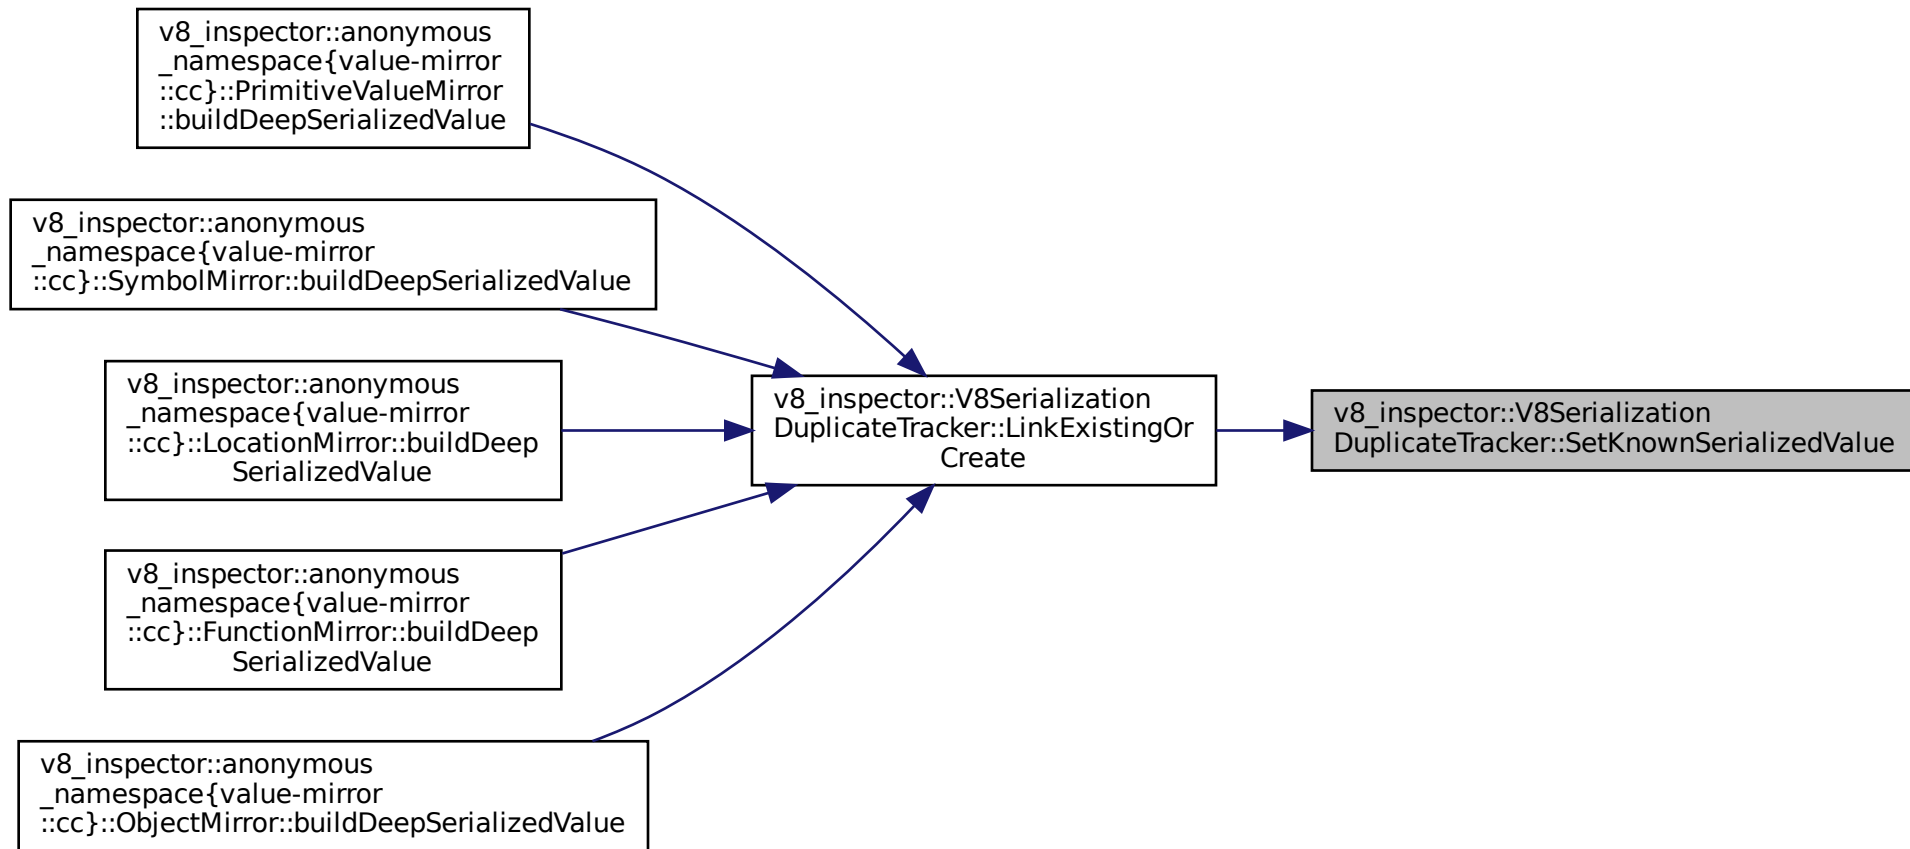 v8_inspector::anonymous
_namespace{value-mirror
::cc}::PrimitiveValueMirror
::buildDeepSerializedValue
v8_inspector::anonymous
_namespace{value-mirror
::cc}::SymbolMirror::buildDeepSerializedValue
v8_inspector::anonymous
_namespace{value-mirror
::cc}::LocationMirror::buildDeep
SerializedValue
v8_inspector::anonymous
_namespace{value-mirror
::cc}::FunctionMirror::buildDeep
SerializedValue
v8_inspector::anonymous
_namespace{value-mirror
::cc}::ObjectMirror::buildDeepSerializedValue
v8_inspector::V8Serialization
DuplicateTracker::LinkExistingOr
Create
v8_inspector::V8Serialization
DuplicateTracker::SetKnownSerializedValue